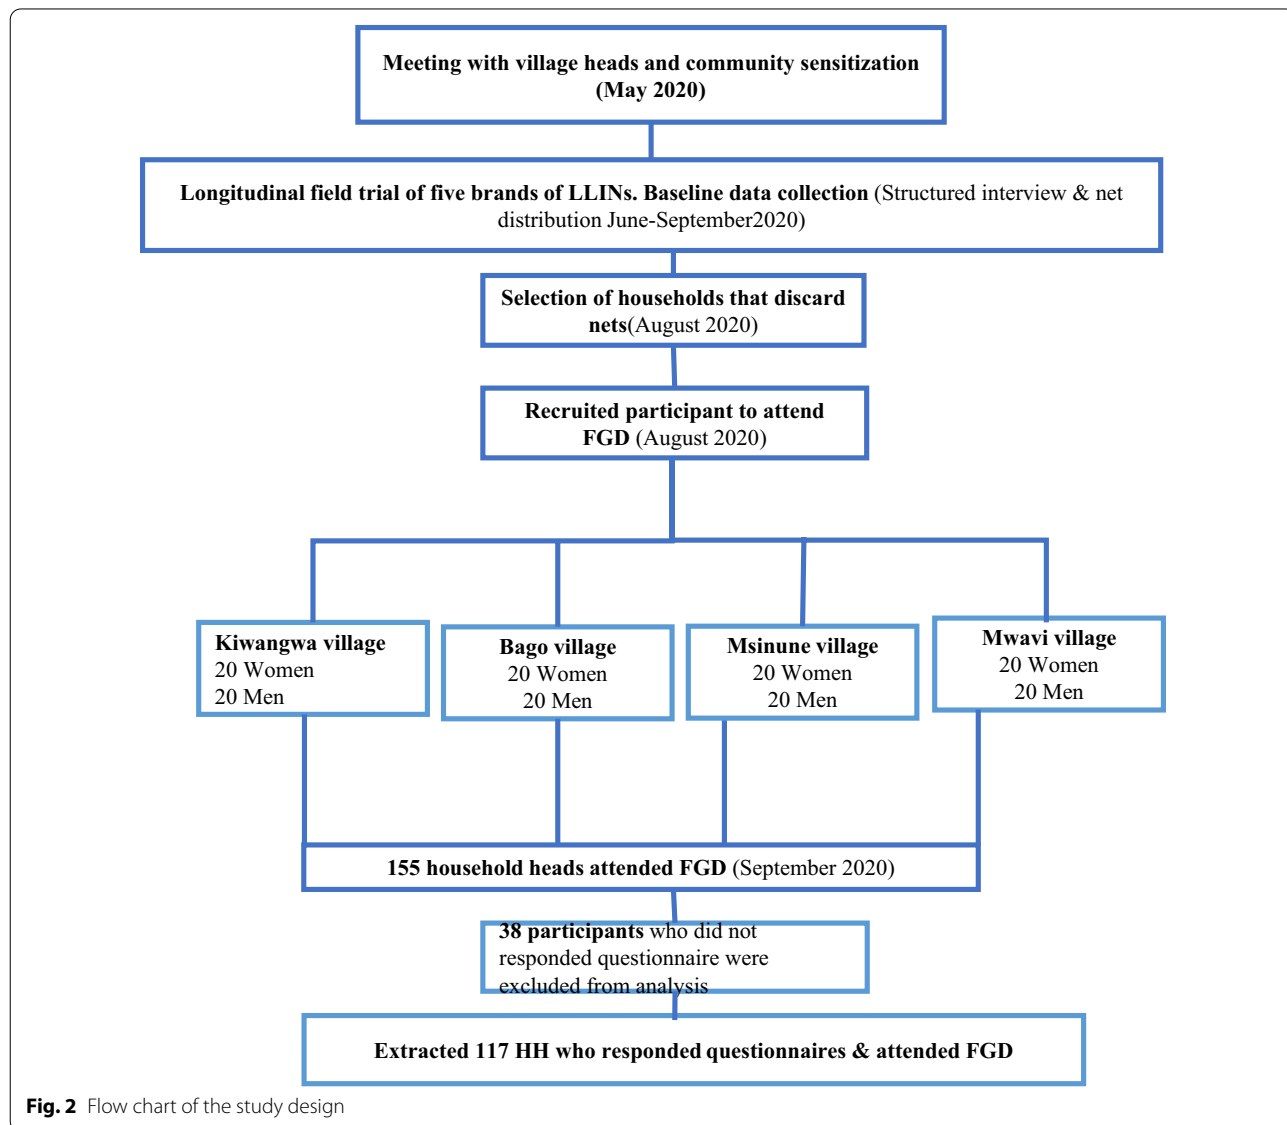 Meeting with village heads and community sensitization
(May 2020)
Longitudinal field trial of five brands of LLINs. Baseline data collection (Structured interview & net
distribution June-September2020)
Selection of households that discard
nets(August 2020)
Recruited participant to attend
FGD (August 2020)
Kiwangwa village
20 Women
20 Men
Bago village
20 Women
20 Men
Msinune village
20 Women
20 Men
Mwavi village
20 Women
20 Men
155 household heads attended FGD (September 2020)
38 participants who did not
responded questionnaire were
excluded from analysis
Extracted 117 HH who responded questionnaires & attended FGD
Fig. 2 Flow chart of the study design